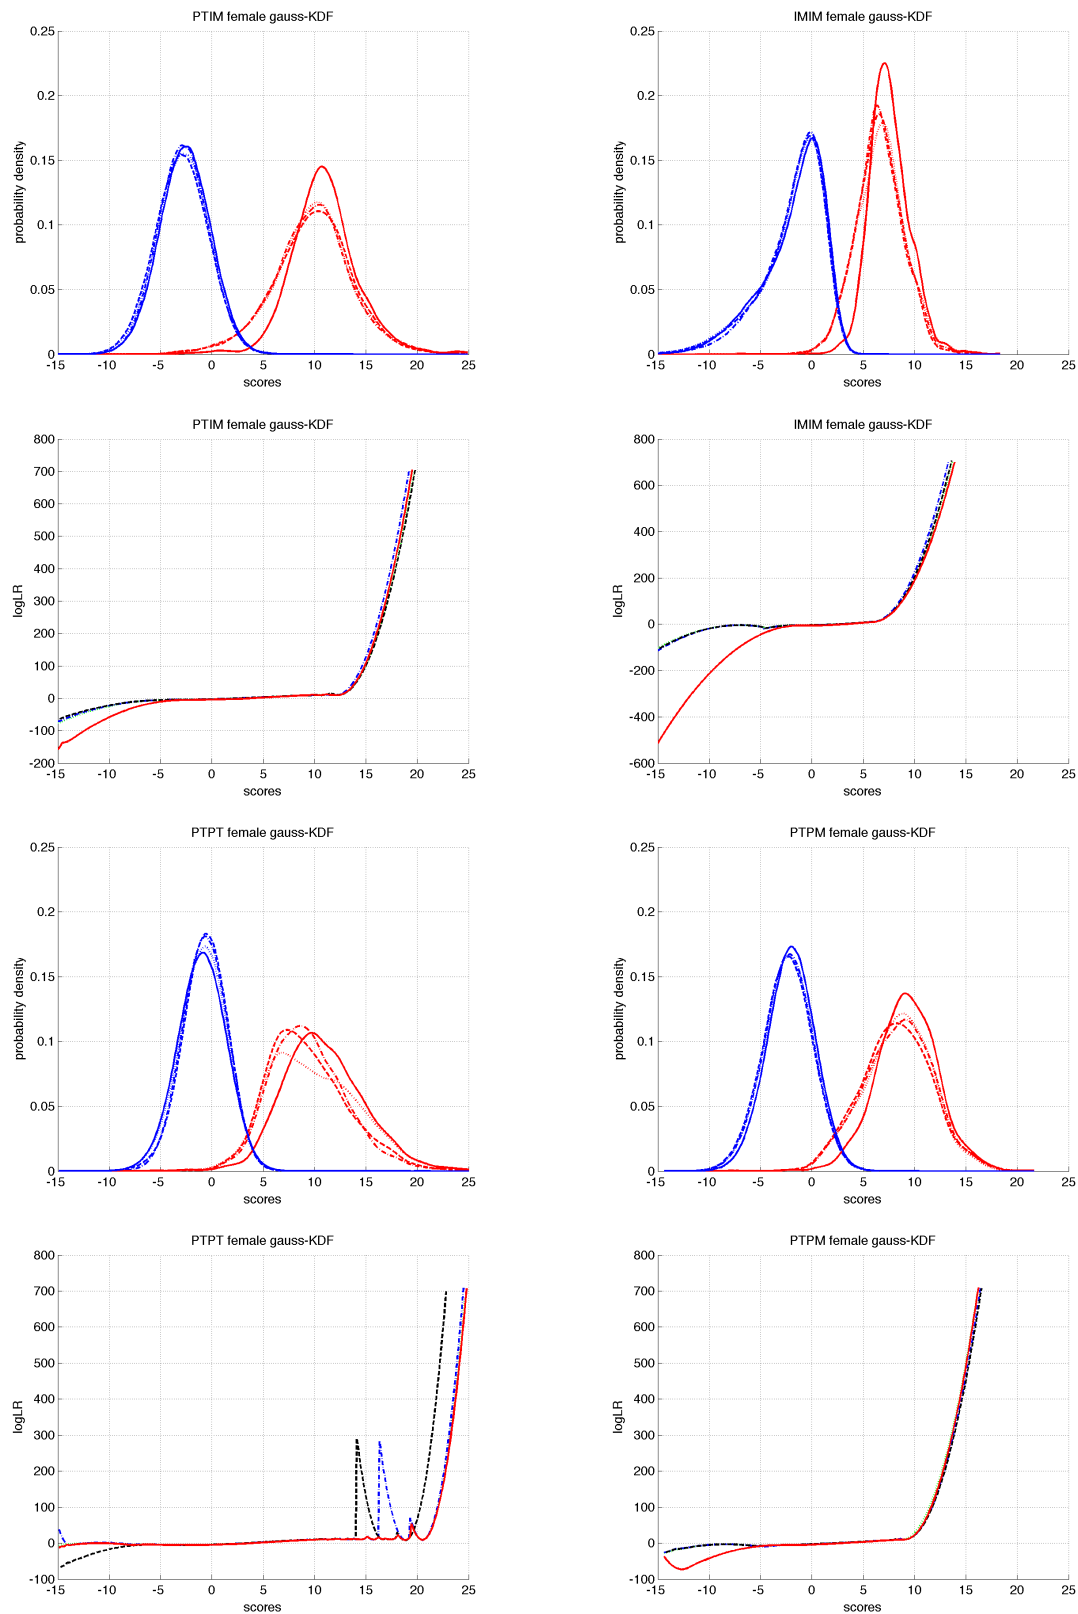 PTIM female gauss-KDF
0.25
0.2
0.15
0.1
0.05
0
probability density
-15 -10 -5 0 5 10 15 20 25
scores
IMIM female gauss-KDF
0.25
0.2
0.15
0.1
0.05
0
probability density
-15 -10 -5 0 5 10 15 20 25
scores
PTIM female gauss-KDF
800
700
600
500
400
300
200
100
0
-100
-200
logLR
-15 -10 -5 0 5 10 15 20 25
scores
IMIM female gauss-KDF
800
600
400
200
0
-200
-400
-600
logLR
-15 -10 -5 0 5 10 15 20 25
scores
PTPT female gauss-KDF
0.25
0.2
0.15
0.1
0.05
0
probability density
-15 -10 -5 0 5 10 15 20 25
scores
PTPM female gauss-KDF
0.25
0.2
0.15
0.1
0.05
0
probability density
-15 -10 -5 0 5 10 15 20 25
scores
PTPT female gauss-KDF
800
700
600
500
400
300
200
100
0
-100
logLR
-15 -10 -5 0 5 10 15 20 25
scores
PTPM female gauss-KDF
800
700
600
500
400
300
200
100
0
-100
logLR
-15 -10 -5 0 5 10 15 20 25
scores